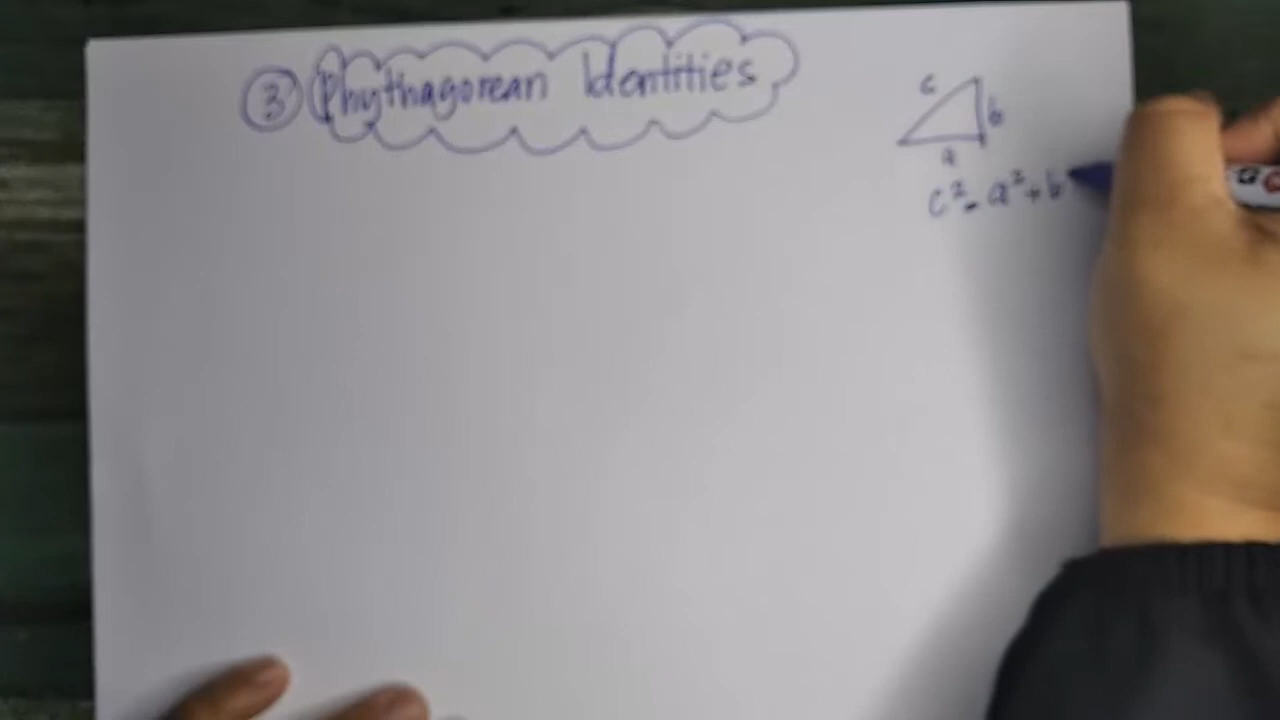 ③ Phythagorean Identities
c
b
a
c² = a² + b